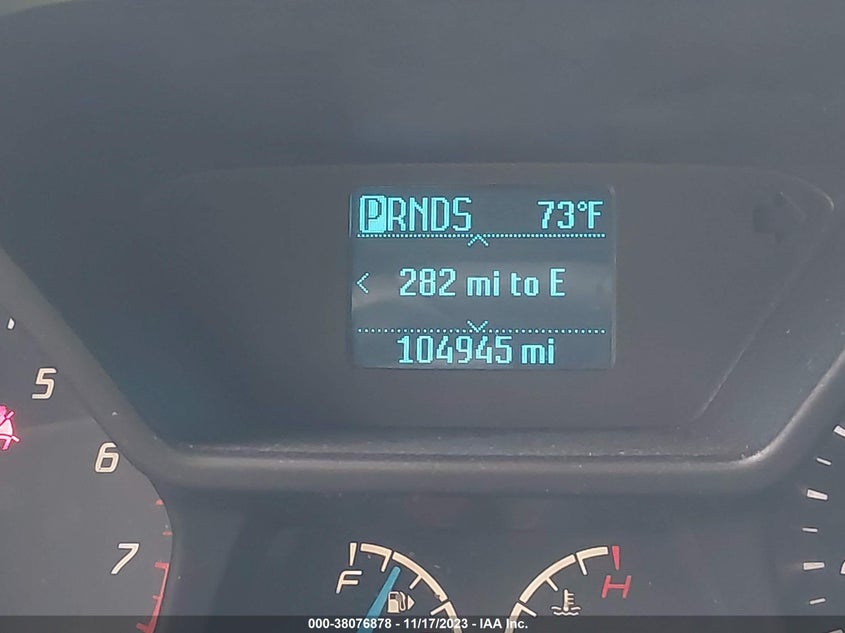 PRNDS 73°F
< 282 mi to E
104945 mi
5
6
7
F
H
000-38076878 - 11/17/2023 - IAA Inc.